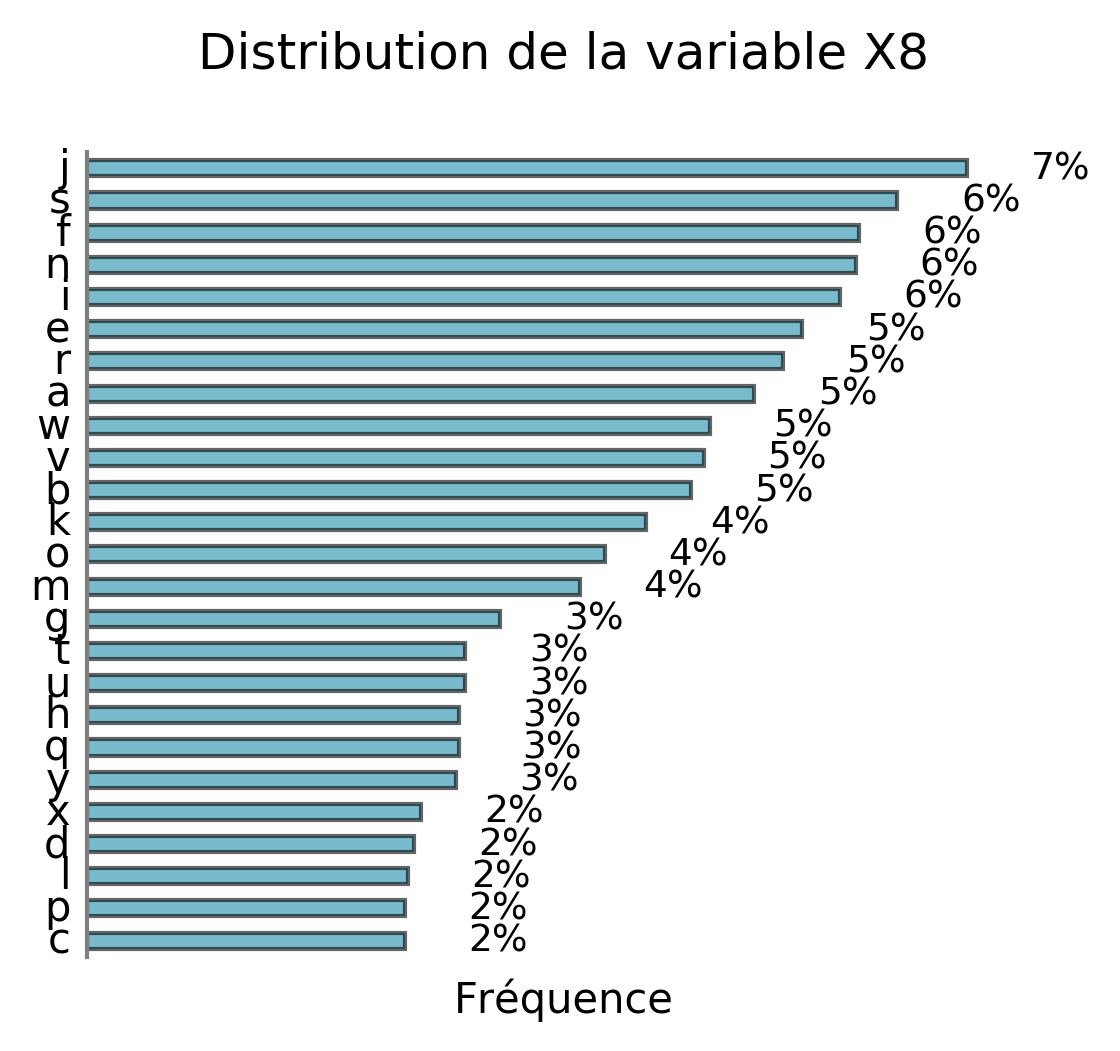 Distribution de la variable X8
j 7%
s 6%
f 6%
n 6%
i 6%
e 5%
r 5%
a 5%
w 5%
v 5%
b 5%
k 4%
o 4%
m 4%
g 3%
t 3%
u 3%
h 3%
q 3%
y 3%
x 2%
d 2%
l 2%
p 2%
c 2%
Fréquence